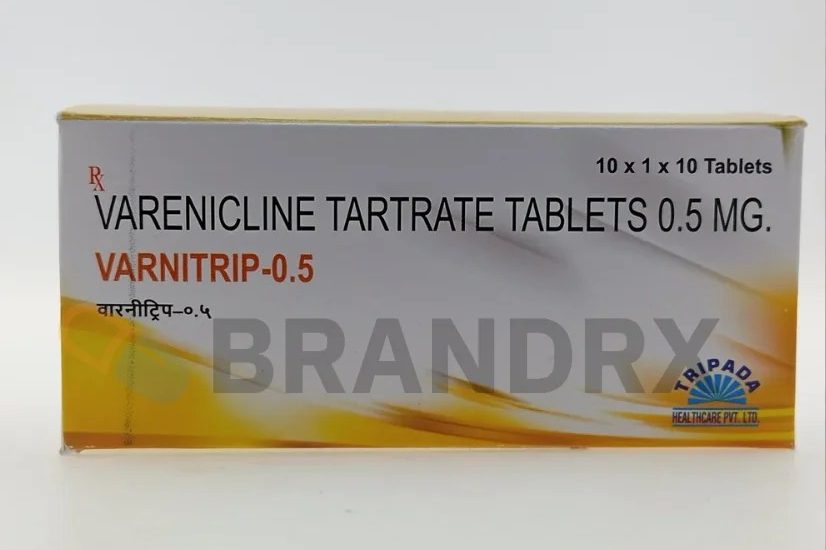 10 x 1 x 10 Tablets
Rx
VARENICLINE TARTRATE TABLETS 0.5 MG.
VARNITRIP-0.5
वारनीट्रिप–०.५
BRANDRX
TRIPADA
HEALTHCARE PVT. LTD.